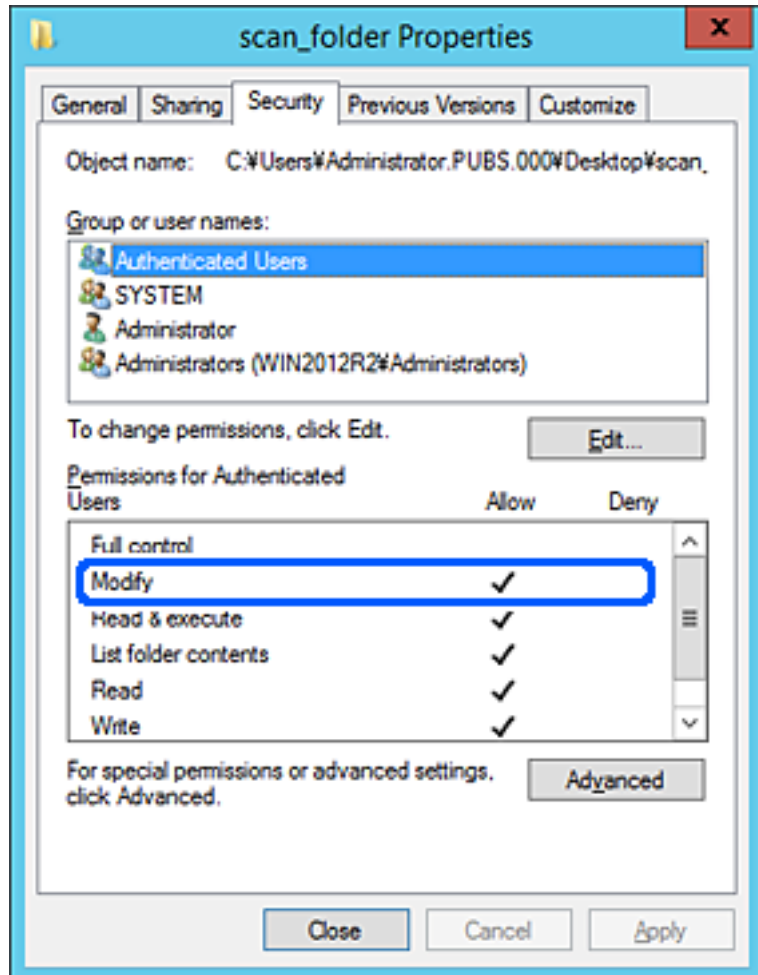 scan_folder Properties
x
General Sharing Security Previous Versions Customize
Object name: C:¥Users¥Administrator.PUBS.000¥Desktop¥scan_
Group or user names:
Authenticated Users
SYSTEM
Administrator
Administrators (WIN2012R2¥Administrators)
To change permissions, click Edit.
Edit...
Permissions for Authenticated
Users Allow Deny
Full control
Modify
Read & execute
List folder contents
Read
Write
For special permissions or advanced settings,
click Advanced.
Advanced
Close Cancel Apply